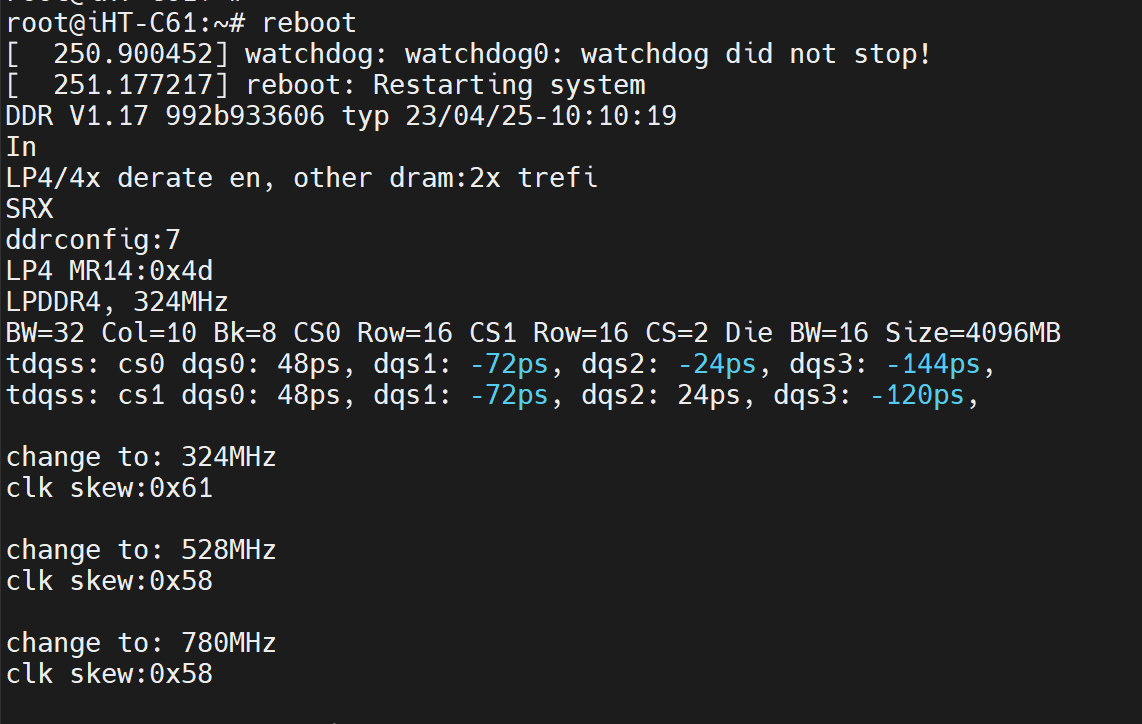 root@iHT-C61:~# reboot
[  250.900452] watchdog: watchdog0: watchdog did not stop!
[  251.177217] reboot: Restarting system
DDR V1.17 992b933606 typ 23/04/25-10:10:19
In
LP4/4x derate en, other dram:2x trefi
SRX
ddrconfig:7
LP4 MR14:0x4d
LPDDR4, 324MHz
BW=32 Col=10 Bk=8 CS0 Row=16 CS1 Row=16 CS=2 Die BW=16 Size=4096MB
tdqss: cs0 dqs0: 48ps, dqs1: -72ps, dqs2: -24ps, dqs3: -144ps,
tdqss: cs1 dqs0: 48ps, dqs1: -72ps, dqs2: 24ps, dqs3: -120ps,
change to: 324MHz
clk skew:0x61
change to: 528MHz
clk skew:0x58
change to: 780MHz
clk skew:0x58